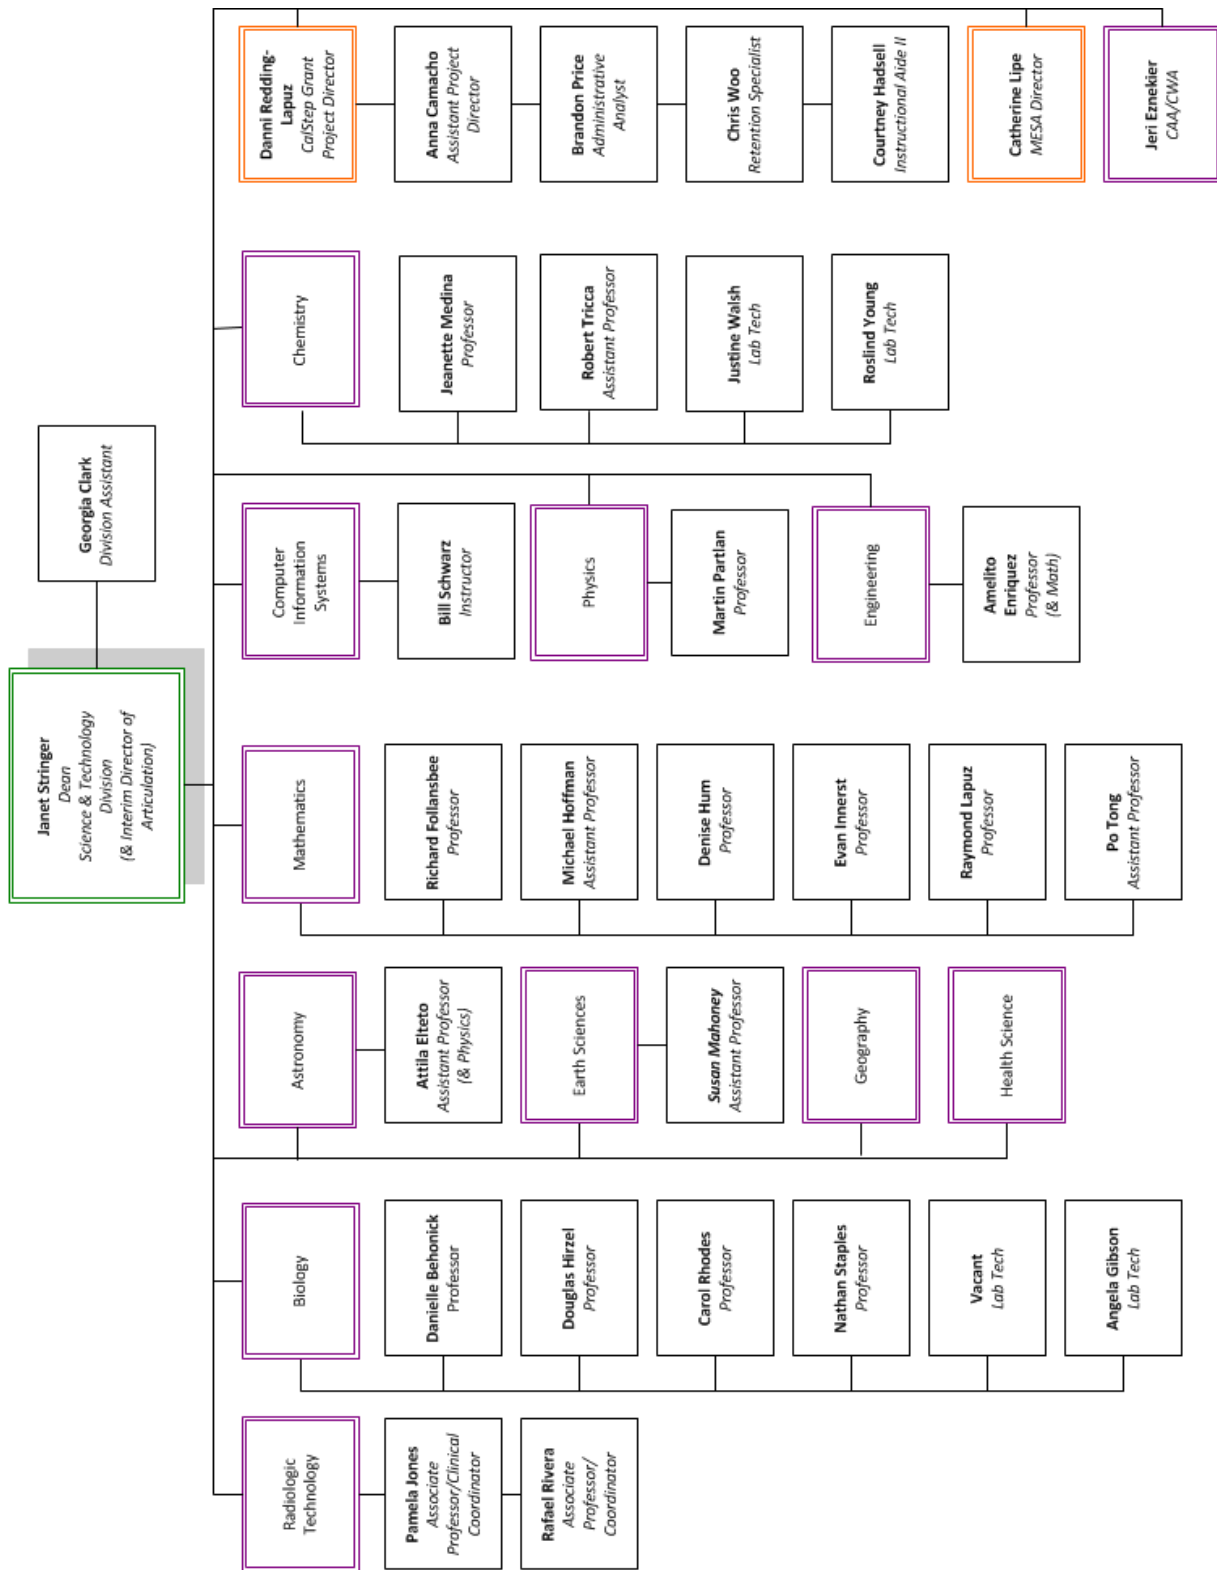 Janet Stringer
Dean
Science & Technology
Division
(& Interim Director of
Articulation)
Georgia Clark
Division Assistant
Radiologic
Technology
Pamela Jones
Associate
Professor/Clinical
Coordinator
Rafael Rivera
Associate
Professor/
Coordinator
Biology
Danielle Behonick
Professor
Douglas Hirzel
Professor
Carol Rhodes
Professor
Nathan Staples
Professor
Vacant
Lab Tech
Angela Gibson
Lab Tech
Astronomy
Attila Elteto
Assistant Professor
(& Physics)
Earth Sciences
Susan Mahoney
Assistant Professor
Geography
Health Science
Mathematics
Richard Follansbee
Professor
Michael Hoffman
Assistant Professor
Denise Hum
Professor
Evan Innerst
Professor
Raymond Lapuz
Professor
Po Tong
Assistant Professor
Computer
Information
Systems
Bill Schwarz
Instructor
Physics
Martin Partlan
Professor
Engineering
Amelito
Enriquez
Professor
(& Math)
Chemistry
Jeanette Medina
Professor
Robert Tricca
Assistant Professor
Justine Walsh
Lab Tech
Roslind Young
Lab Tech
Danni Redding-
Lapuz
CalStep Grant
Project Director
Anna Camacho
Assistant Project
Director
Brandon Price
Administrative
Analyst
Chris Woo
Retention Specialist
Courtney Hadsell
Instructional Aide II
Catherine Lipe
MESA Director
Jeri Eznekier
CAA/CWA